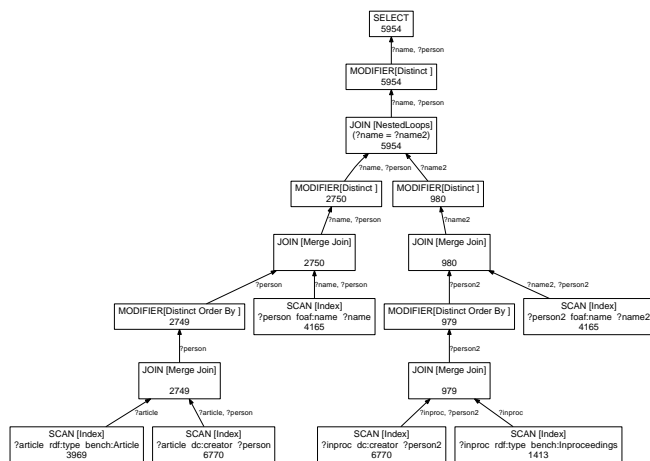 SELECT
5954
?name, ?person
MODIFIER[Distinct ]
5954
?name, ?person
JOIN [NestedLoops]
(?name = ?name2)
5954
?name, ?person
?name2
MODIFIER[Distinct ]
2750
MODIFIER[Distinct ]
980
?name, ?person
?name2
JOIN [Merge Join]
2750
JOIN [Merge Join]
980
?person
?name, ?person
?person2
?name2, ?person2
MODIFIER[Distinct Order By ]
2749
SCAN [Index]
?person foaf:name ?name
4165
MODIFIER[Distinct Order By ]
979
SCAN [Index]
?person2 foaf:name ?name2
4165
?person
?person2
JOIN [Merge Join]
2749
JOIN [Merge Join]
979
?article
?article, ?person
?inproc, ?person2
?inproc
SCAN [Index]
?article rdf:type bench:Article
3969
SCAN [Index]
?article dc:creator ?person
6770
SCAN [Index]
?inproc dc:creator ?person2
6770
SCAN [Index]
?inproc rdf:type bench:Inproceedings
1413